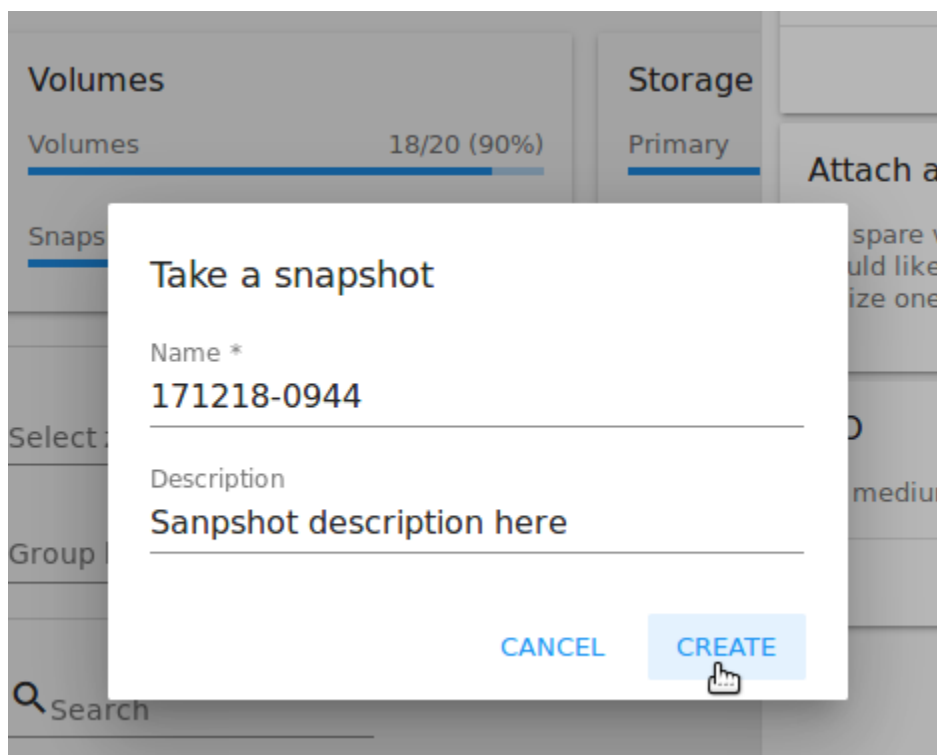 Volumes
Storage
Volumes 18/20 (90%)
Primary
Attach a
Snaps
spare
uld like
ize one
Take a snapshot
Name *
171218-0944
Select
Description
Sanpshot description here
Group
mediu
CANCEL CREATE
Search